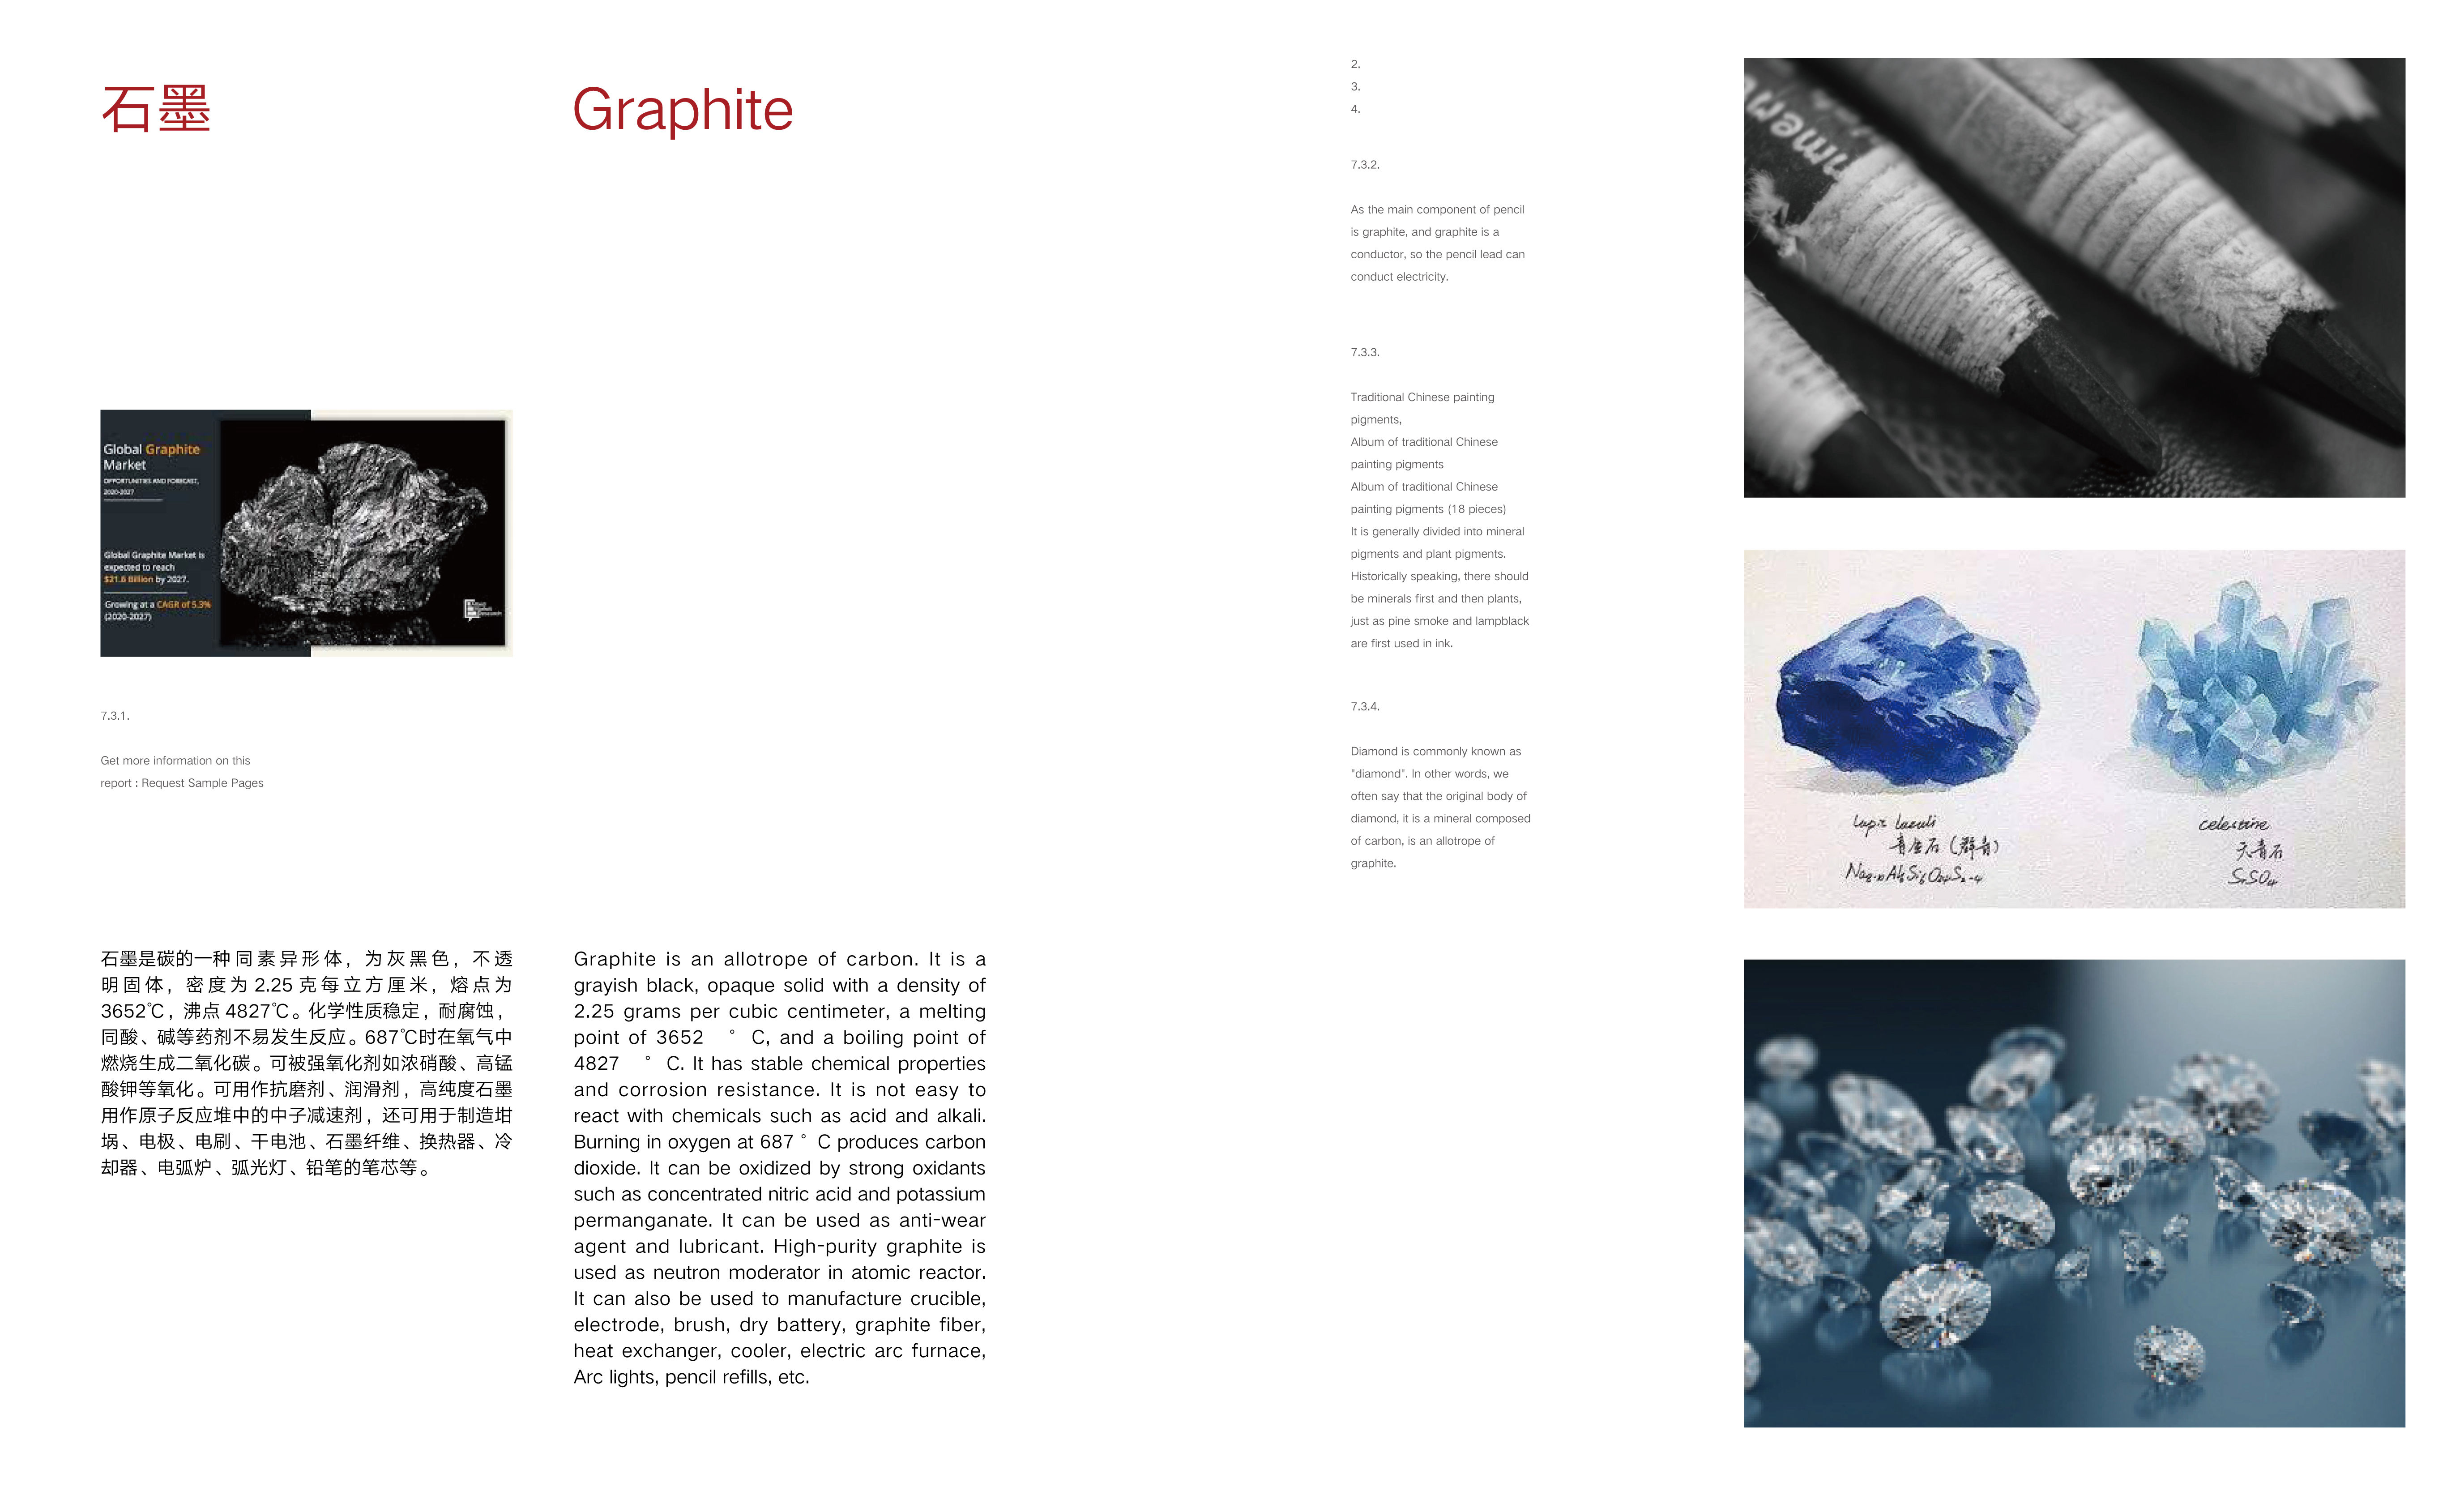 石墨
Graphite
Global Graphite
Market
OPPORTUNITIES AND FORECAST,
2020-2027
Global Graphite Market is
expected to reach
$21.6 Billion by 2027.
Growing at a CAGR of 5.3%
(2020-2027)
7.3.1.
Get more information on this
report : Request Sample Pages
石墨是碳的一种同素异形体，为灰黑色，不透
明固体，密度为 2.25 克每立方厘米，熔点为
3652℃，沸点 4827℃。化学性质稳定，耐腐蚀，
同酸、碱等药剂不易发生反应。687℃时在氧气中
燃烧生成二氧化碳。可被强氧化剂如浓硝酸、高锰
酸钾等氧化。可用作抗磨剂、润滑剂，高纯度石墨
用作原子反应堆中的中子减速剂，还可用于制造坩
埚、电极、电刷、干电池、石墨纤维、换热器、冷
却器、电弧炉、弧光灯、铅笔的笔芯等。
Graphite is an allotrope of carbon. It is a
grayish black, opaque solid with a density of
2.25 grams per cubic centimeter, a melting
point of 3652 ° C, and a boiling point of
4827 ° C. It has stable chemical properties
and corrosion resistance. It is not easy to
react with chemicals such as acid and alkali.
Burning in oxygen at 687 ° C produces carbon
dioxide. It can be oxidized by strong oxidants
such as concentrated nitric acid and potassium
permanganate. It can be used as anti-wear
agent and lubricant. High-purity graphite is
used as neutron moderator in atomic reactor.
It can also be used to manufacture crucible,
electrode, brush, dry battery, graphite fiber,
heat exchanger, cooler, electric arc furnace,
Arc lights, pencil refills, etc.
2.
3.
4.
7.3.2.
As the main component of pencil
is graphite, and graphite is a
conductor, so the pencil lead can
conduct electricity.
7.3.3.
Traditional Chinese painting
pigments,
Album of traditional Chinese
painting pigments
Album of traditional Chinese
painting pigments (18 pieces)
It is generally divided into mineral
pigments and plant pigments.
Historically speaking, there should
be minerals first and then plants,
just as pine smoke and lampblack
are first used in ink.
7.3.4.
Diamond is commonly known as
"diamond". In other words, we
often say that the original body of
diamond, it is a mineral composed
of carbon, is an allotrope of
graphite.
lapis lazuli
青金石（群青）
celestine
天青石
SrSO4